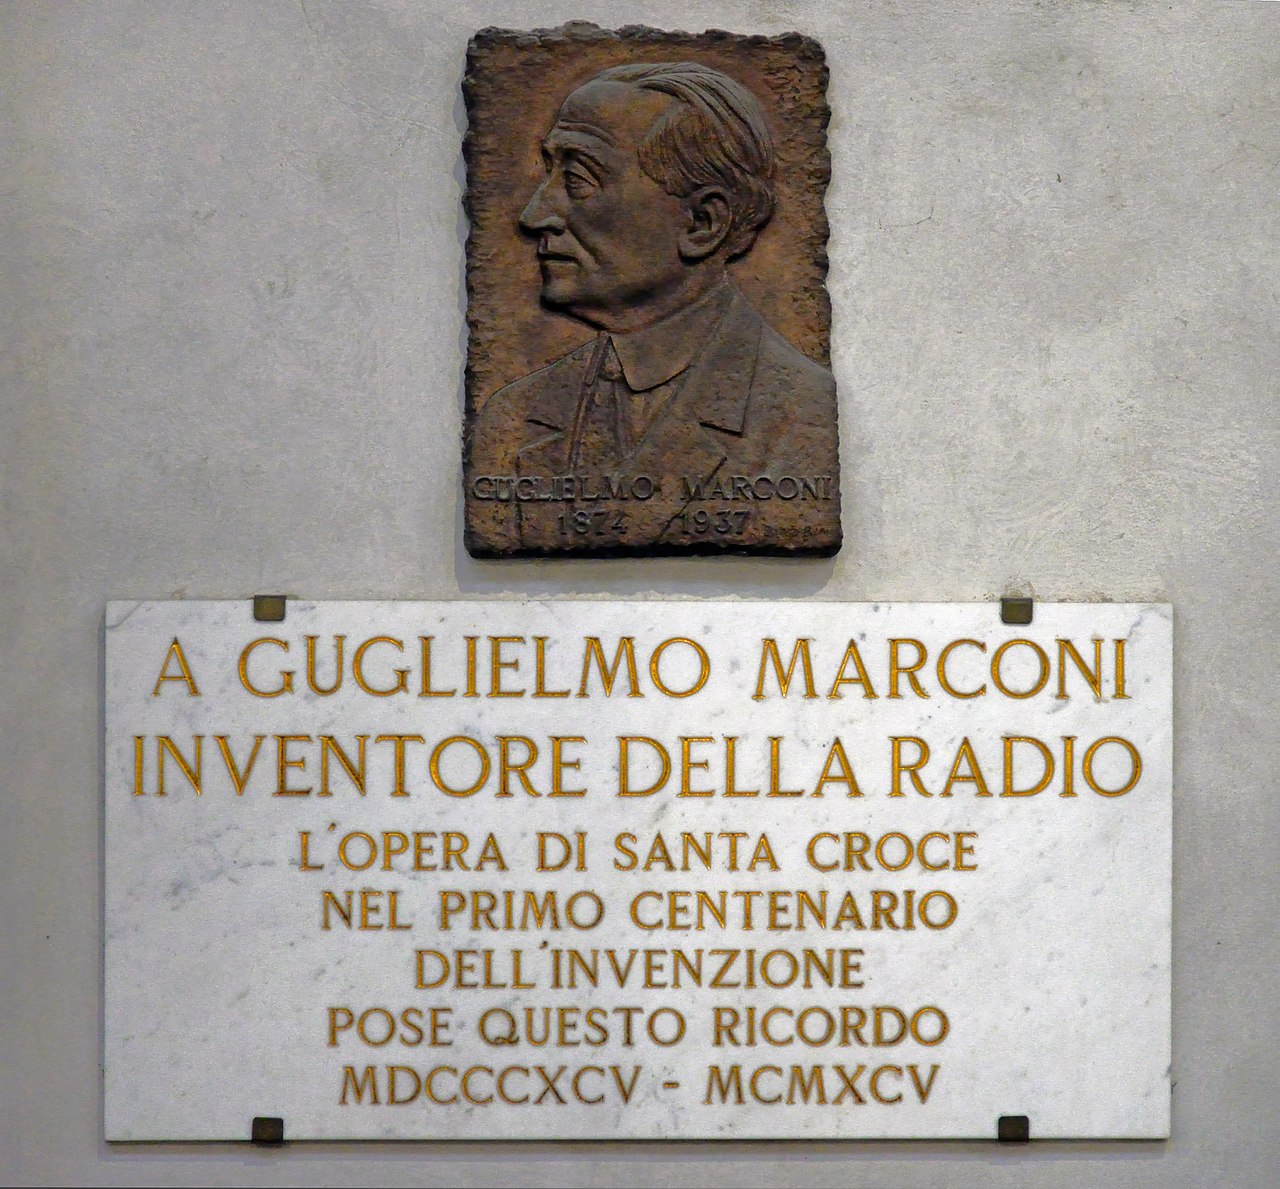 GUGLIELMO MARCONI
1874 1937
A GUGLIELMO MARCONI
INVENTORE DELLA RADIO
L'OPERA DI SANTA CROCE
NEL PRIMO CENTENARIO
DELL'INVENZIONE
POSE QUESTO RICORDO
MDCCCXCV - MCMXCV